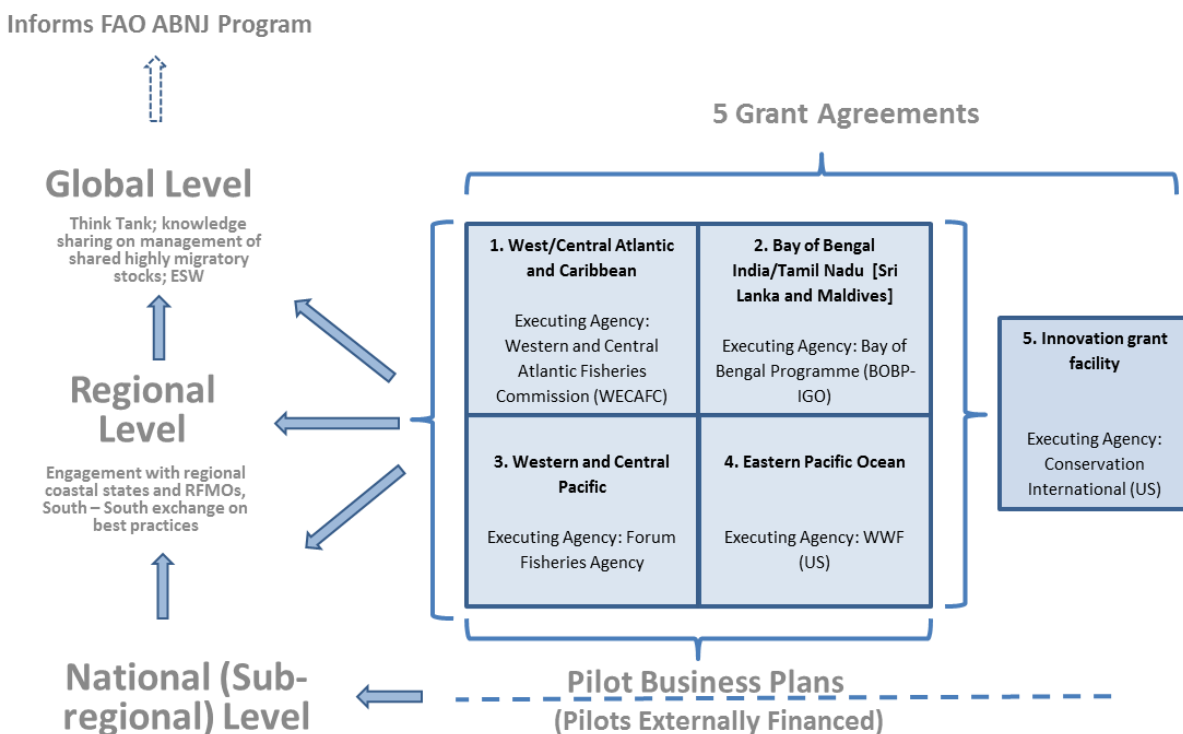 Informs FAO ABNJ Program
5 Grant Agreements
Global Level
Think Tank; knowledge
sharing on management of
shared highly migratory
stocks; ESW
Regional
Level
Engagement with regional
coastal states and RFMOs,
South – South exchange on
best practices
National (Sub-
regional) Level
1. West/Central Atlantic
and Caribbean
Executing Agency:
Western and Central
Atlantic Fisheries
Commission (WECAFC)
2. Bay of Bengal
India/Tamil Nadu [Sri
Lanka and Maldives]
Executing Agency: Bay of
Bengal Programme (BOBP-
IGO)
3. Western and Central
Pacific
Executing Agency: Forum
Fisheries Agency
4. Eastern Pacific Ocean
Executing Agency: WWF
(US)
5. Innovation grant
facility
Executing Agency:
Conservation
International (US)
Pilot Business Plans
(Pilots Externally Financed)